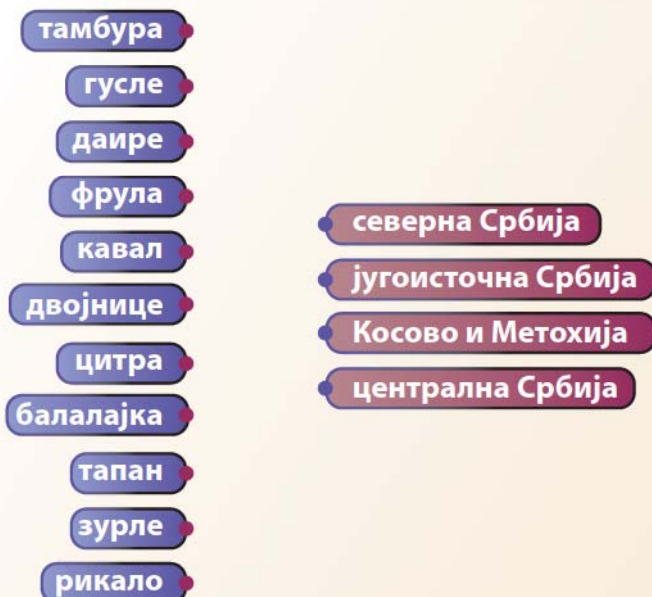 тамбура
гусле
даире
фрула
кавал
двојнице
цитра
балалајка
тапан
зурле
рикало
северна Србија
југоисточна Србија
Косово и Метохија
централна Србија